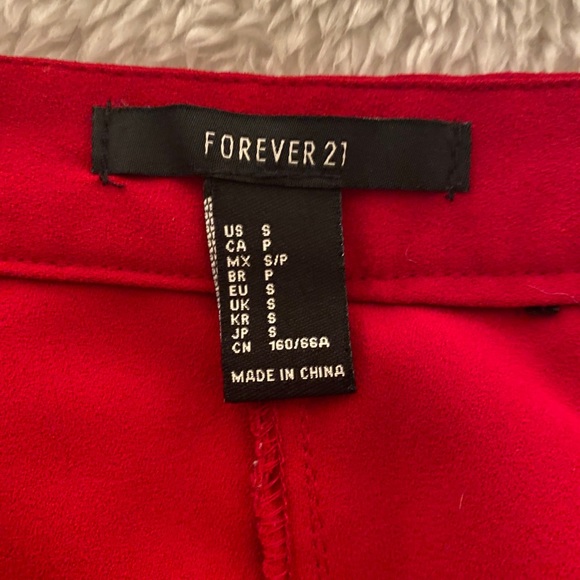 FOREVER 21
US S
CA P
MX S/P
BR P
EU S
UK S
KR S
JP S
CN 160/66A
MADE IN CHINA